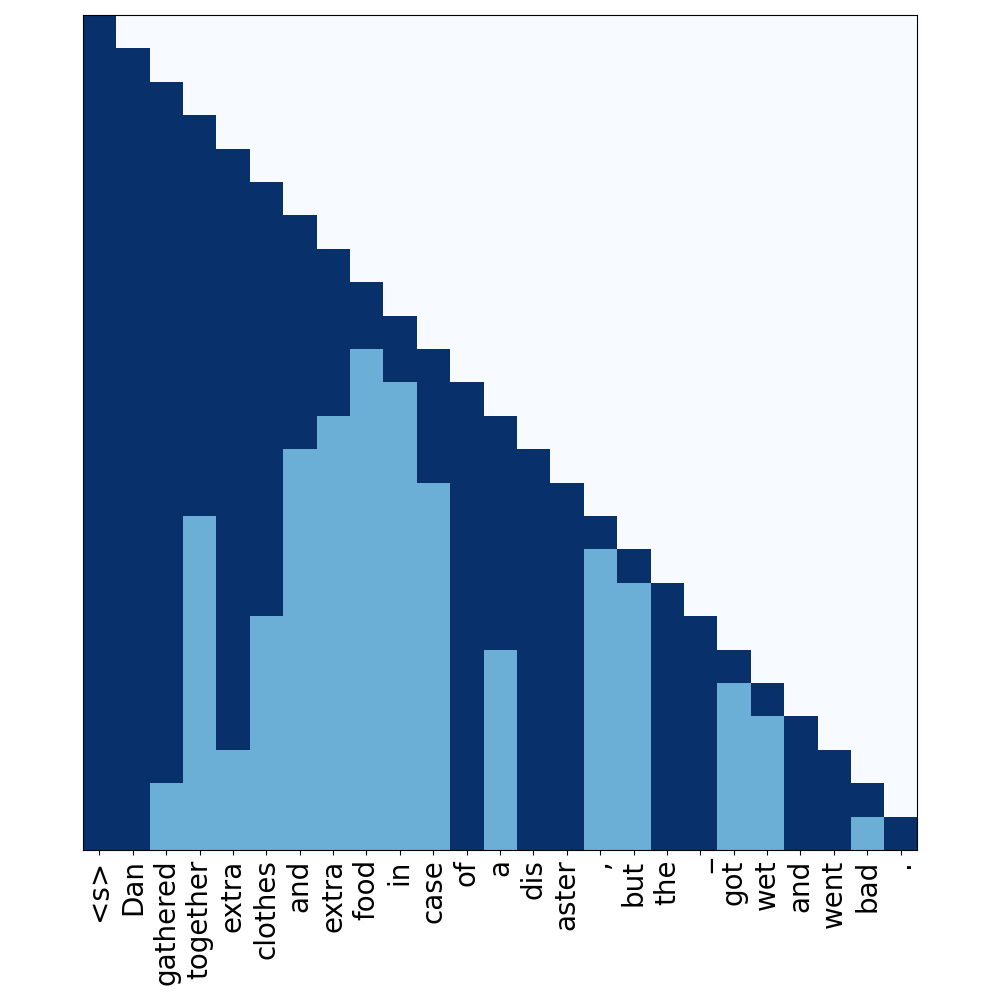 <s>
Dan
gathered
together
extra
clothes
and
extra
food
in
case
of
a
dis
aster
,
but
the
_
got
wet
and
went
bad
.